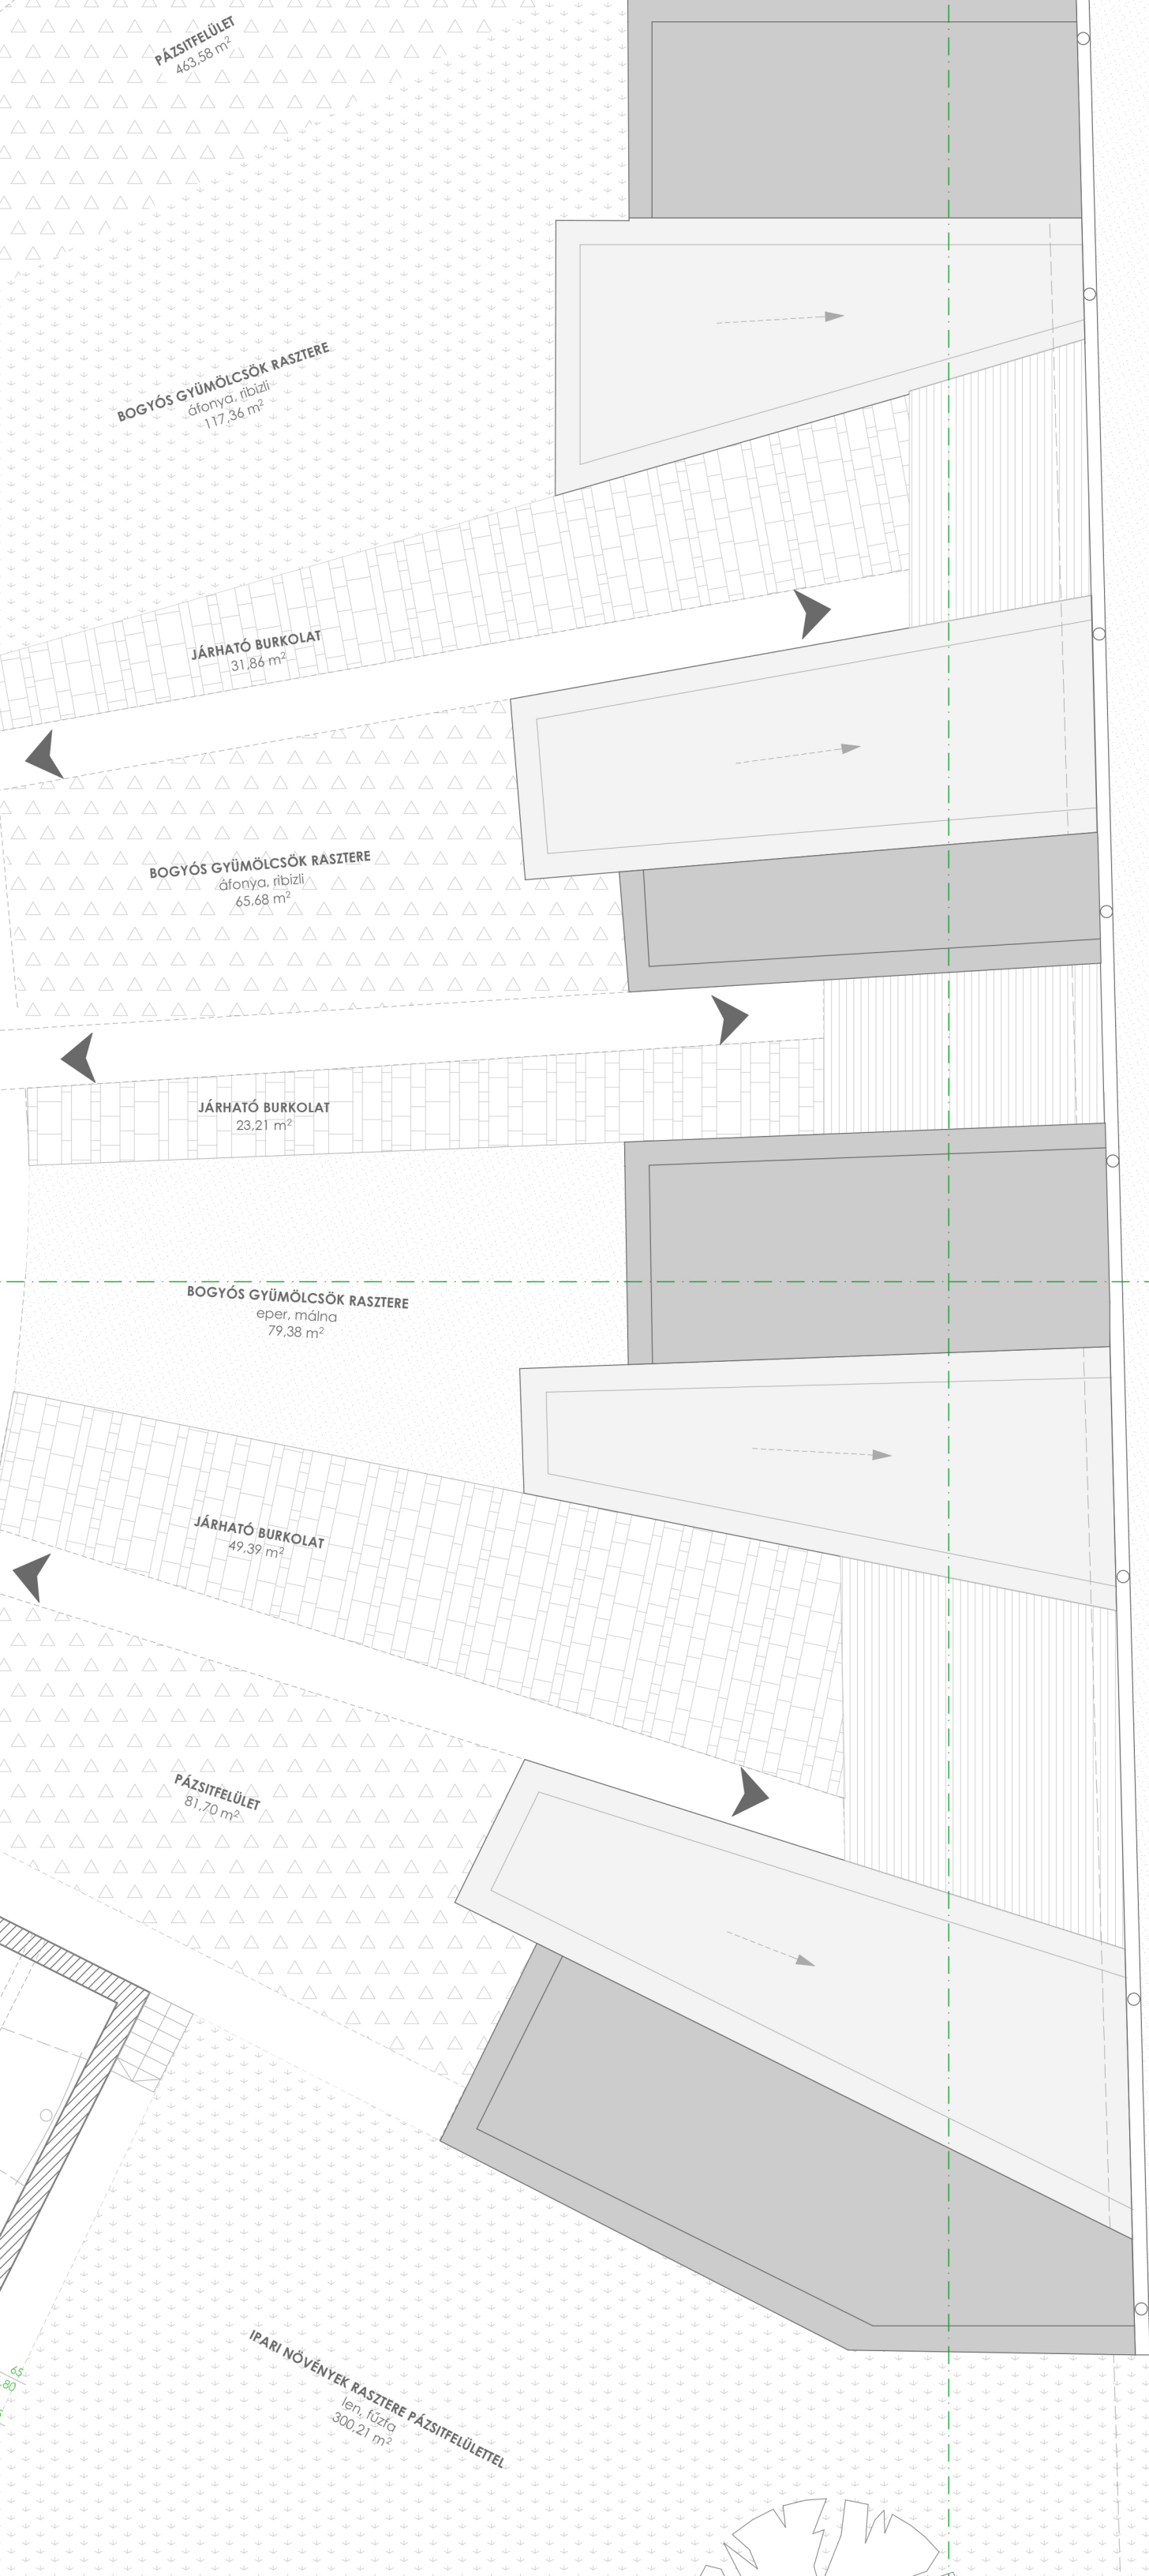 PÁZSITFELÜLET
463,58 m²
BOGYÓS GYÜMÖLCSÖK RASZTERE
áfonya, ribizli
117,36 m²
JÁRHATÓ BURKOLAT
31,86 m²
BOGYÓS GYÜMÖLCSÖK RASZTERE
áfonya, ribizli
65,68 m²
JÁRHATÓ BURKOLAT
23,21 m²
BOGYÓS GYÜMÖLCSÖK RASZTERE
eper, málna
79,38 m²
JÁRHATÓ BURKOLAT
49,39 m²
PÁZSITFELÜLET
81,70 m²
IPARI NÖVÉNYEK RASZTERE PÁZSITFELÜLETTEL
len, fűzfa
300,21 m²
65
80